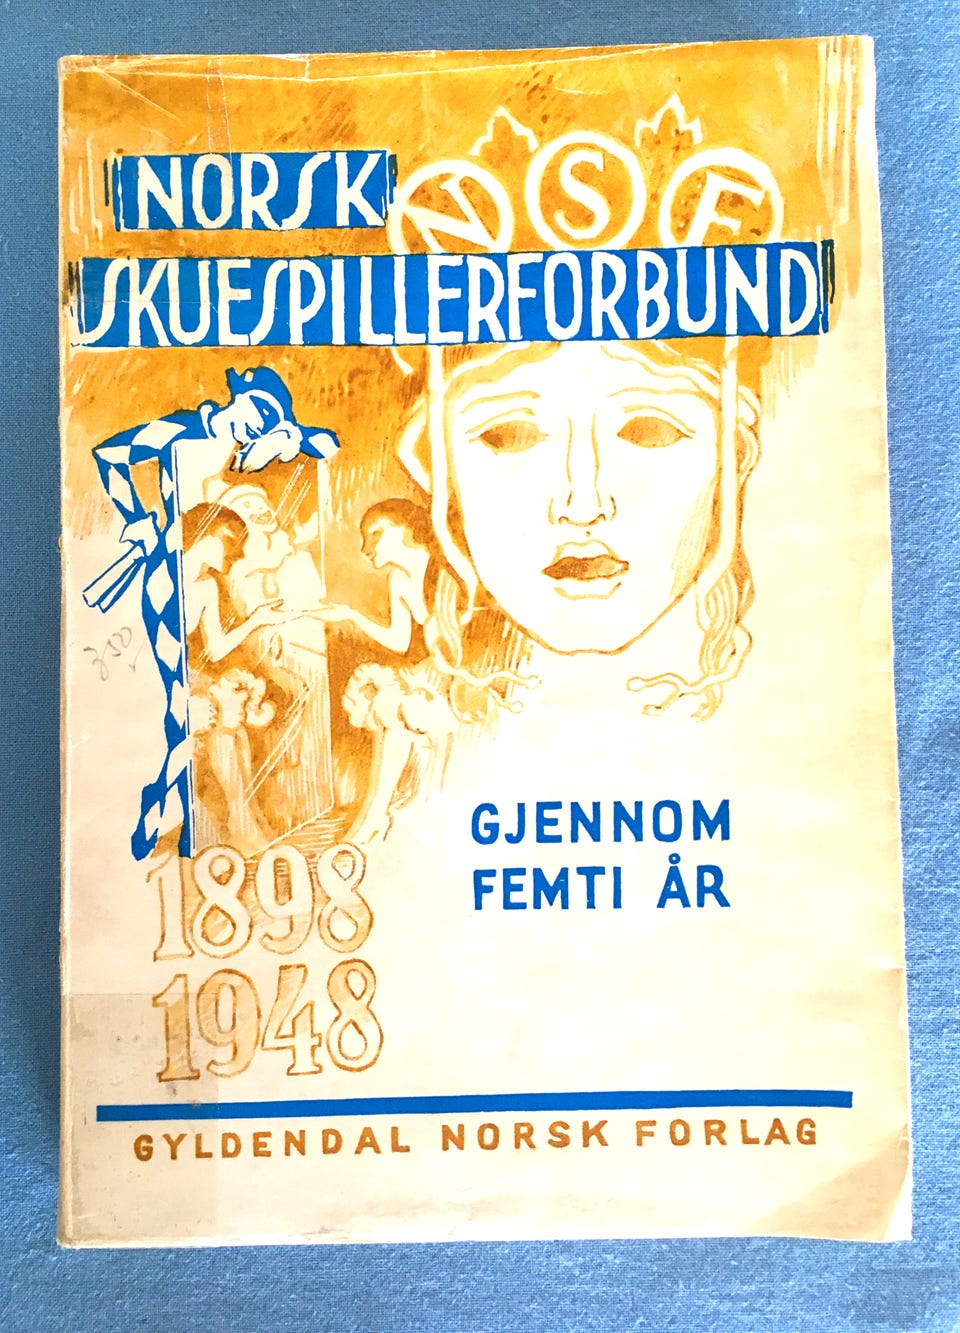 NORSK
NSF
SKUESPILLERFORBUND
GJENNOM
FEMTI ÅR
1898
1948
GYLDENDAL NORSK FORLAG